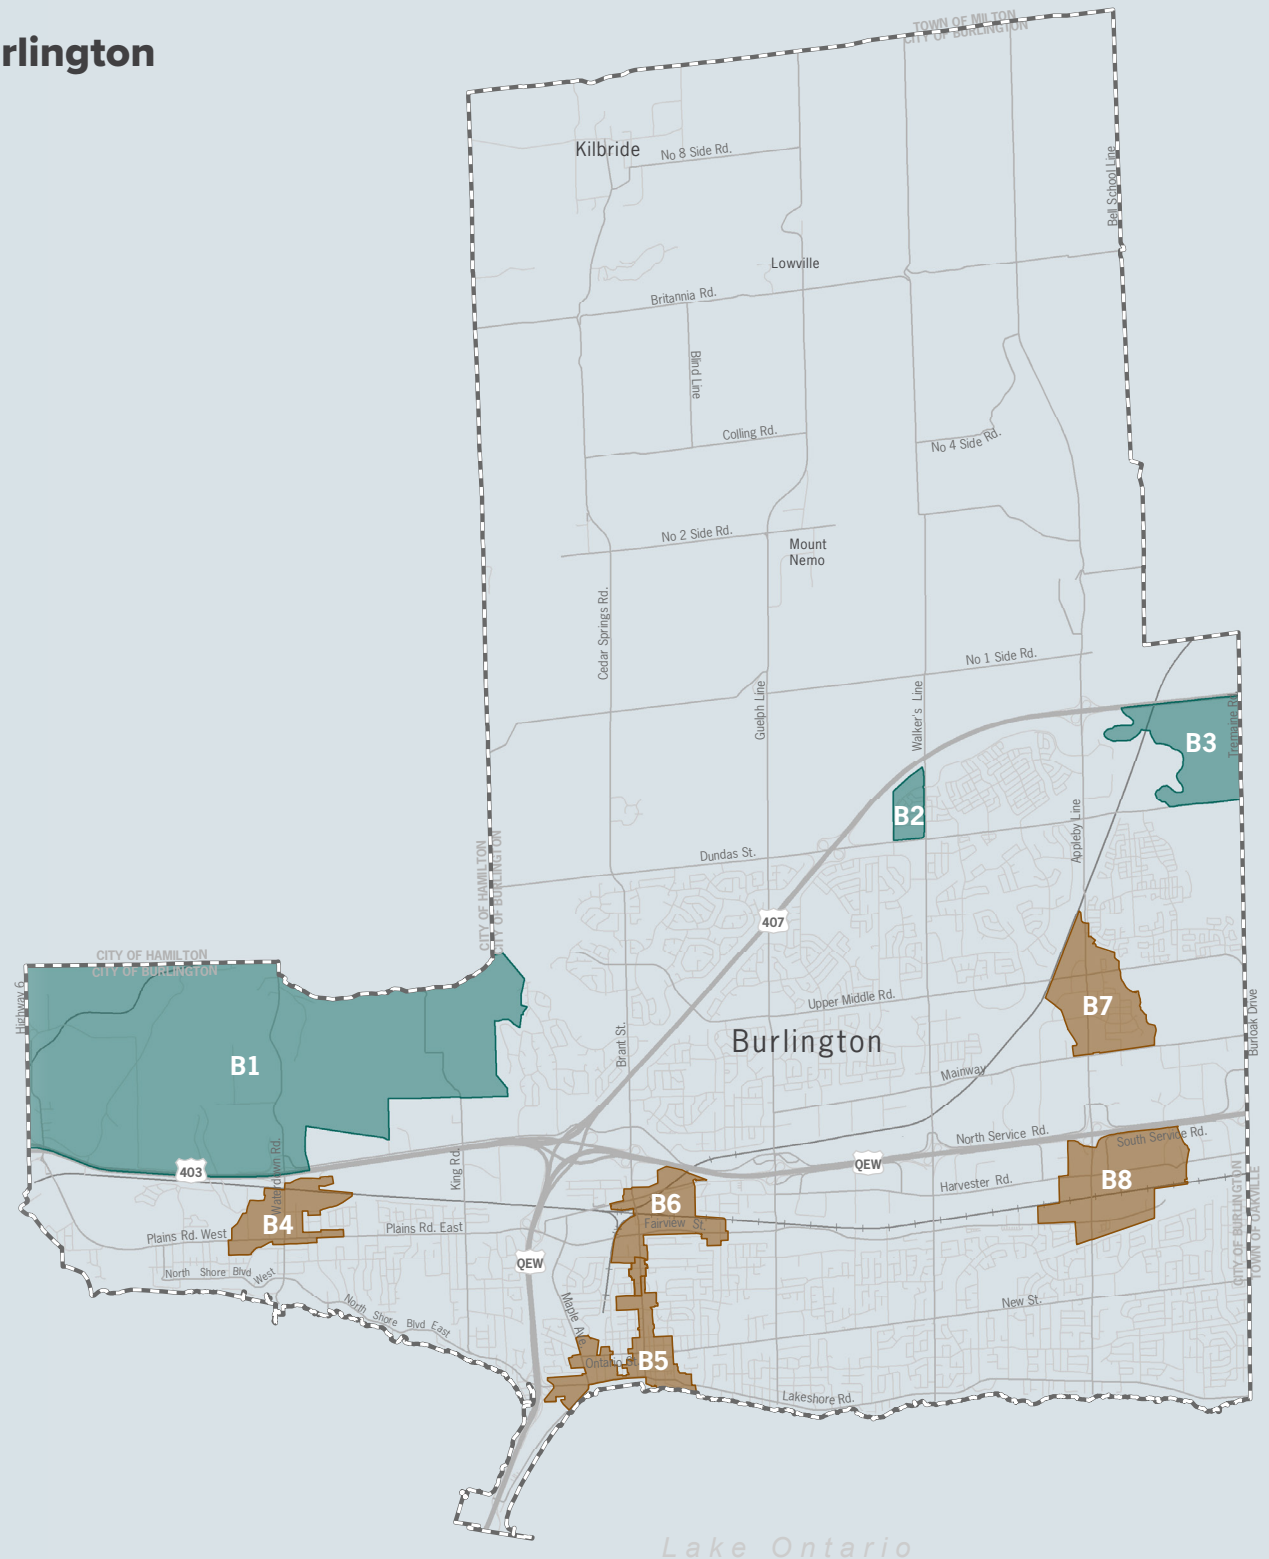 rlington
TOWN OF MILTON
CITY OF BURLINGTON
Kilbride
No 8 Side Rd.
Bell School Line
Lowville
Britannia Rd.
Blind Line
Colling Rd.
No 4 Side Rd.
No 2 Side Rd.
Mount
Nemo
Cedar Springs Rd.
No 1 Side Rd.
Guelph Line
Walker's Line
Tremaine Rd.
B3
B2
Appleby Line
Dundas St.
CITY OF HAMILTON
CITY OF BURLINGTON
407
CITY OF HAMILTON
CITY OF BURLINGTON
Highway 6
Upper Middle Rd.
B7
Burloak Drive
Burlington
Brant St.
B1
Mainway
North Service Rd.
South Service Rd.
Waterdown Rd.
King Rd.
403
QEW
Harvester Rd.
B8
B6
B4
Fairview St.
Plains Rd. West
Plains Rd. East
CITY OF BURLINGTON
TOWN OF OAKVILLE
QEW
North Shore Blvd West
New St.
North Shore Blvd East
Maple Ave.
Ontario St.
B5
Lakeshore Rd.
Lake Ontario